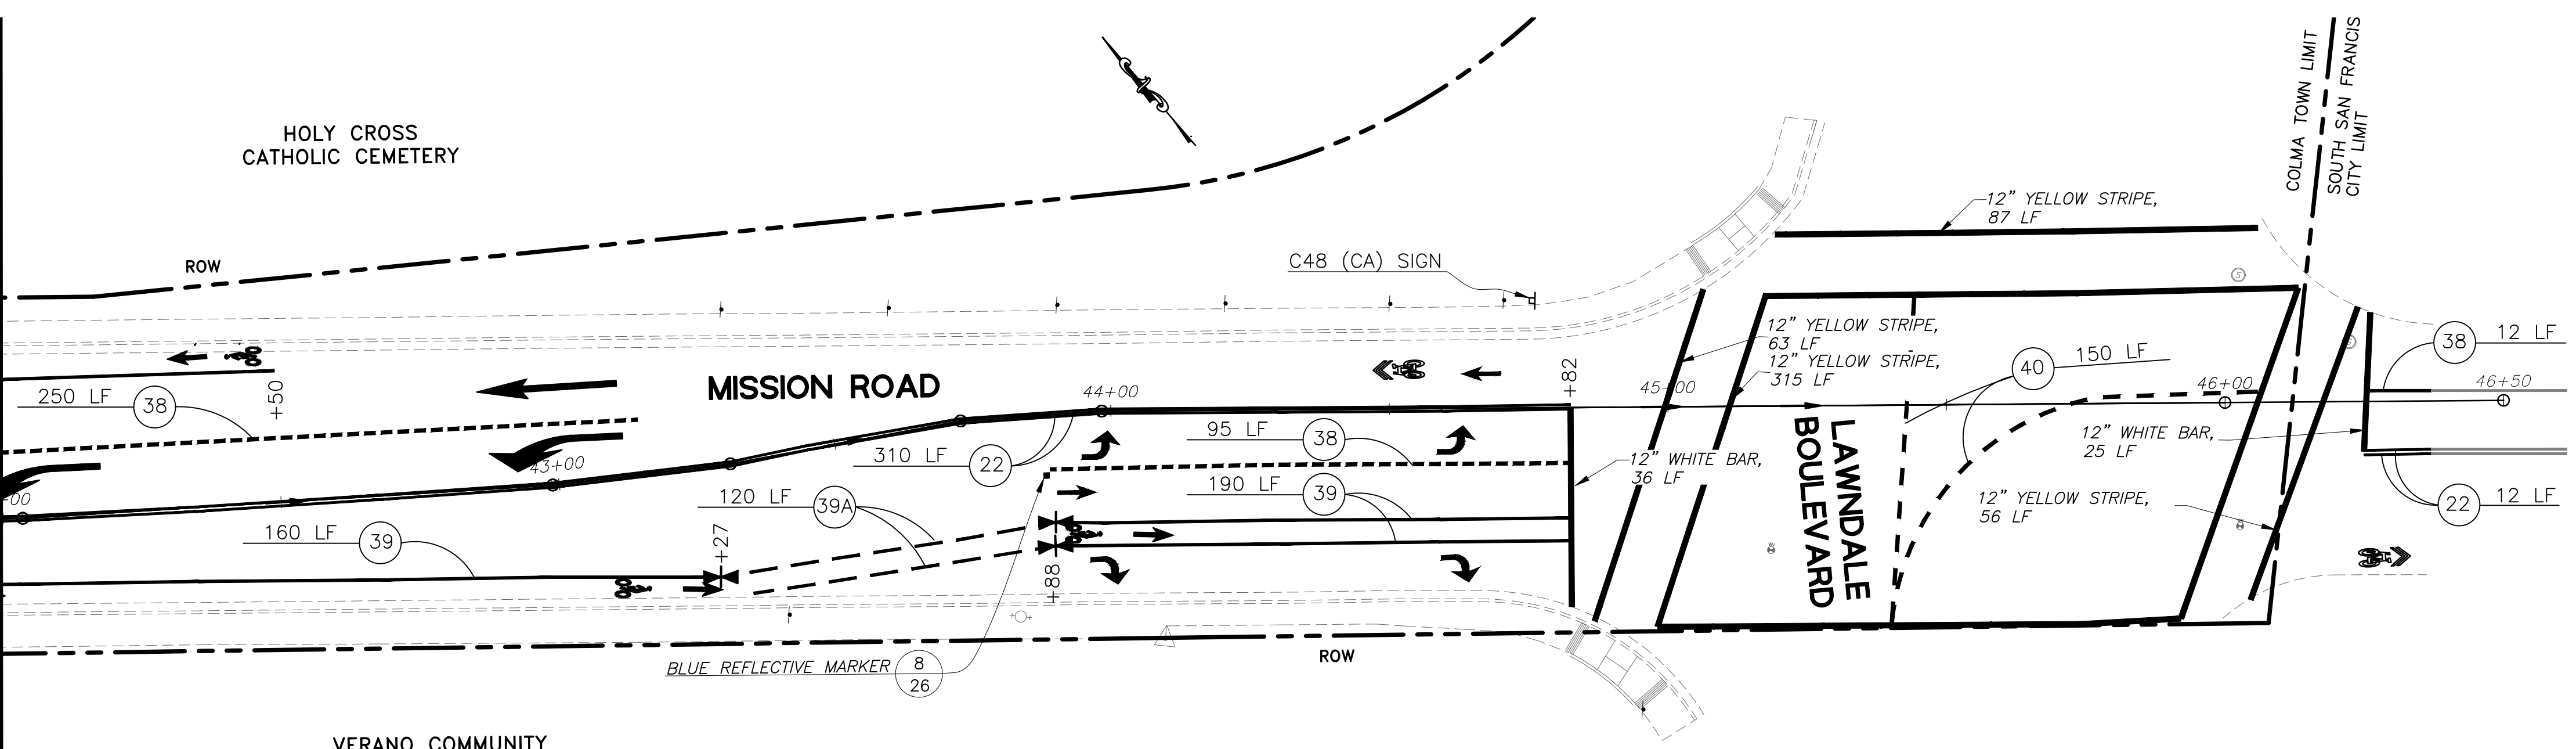 HOLY CROSS
CATHOLIC CEMETERY
ROW
C48 (CA) SIGN
12" YELLOW STRIPE,
87 LF
COLMA TOWN LIMIT
SOUTH SAN FRANCIS
CITY LIMIT
12" YELLOW STRIPE,
63 LF
12" YELLOW STRIPE,
315 LF
40
150 LF
38
12 LF
250 LF
38
+50
MISSION ROAD
44+00
+82
45+00
46+00
46+50
95 LF
38
310 LF
22
43+00
-00
12" WHITE BAR,
36 LF
LAWNDALE
BOULEVARD
12" WHITE BAR,
25 LF
120 LF
39A
190 LF
39
12" YELLOW STRIPE,
56 LF
22
12 LF
160 LF
39
+27
+88
S
BLUE REFLECTIVE MARKER
8
26
ROW
VERANO COMMUNITY